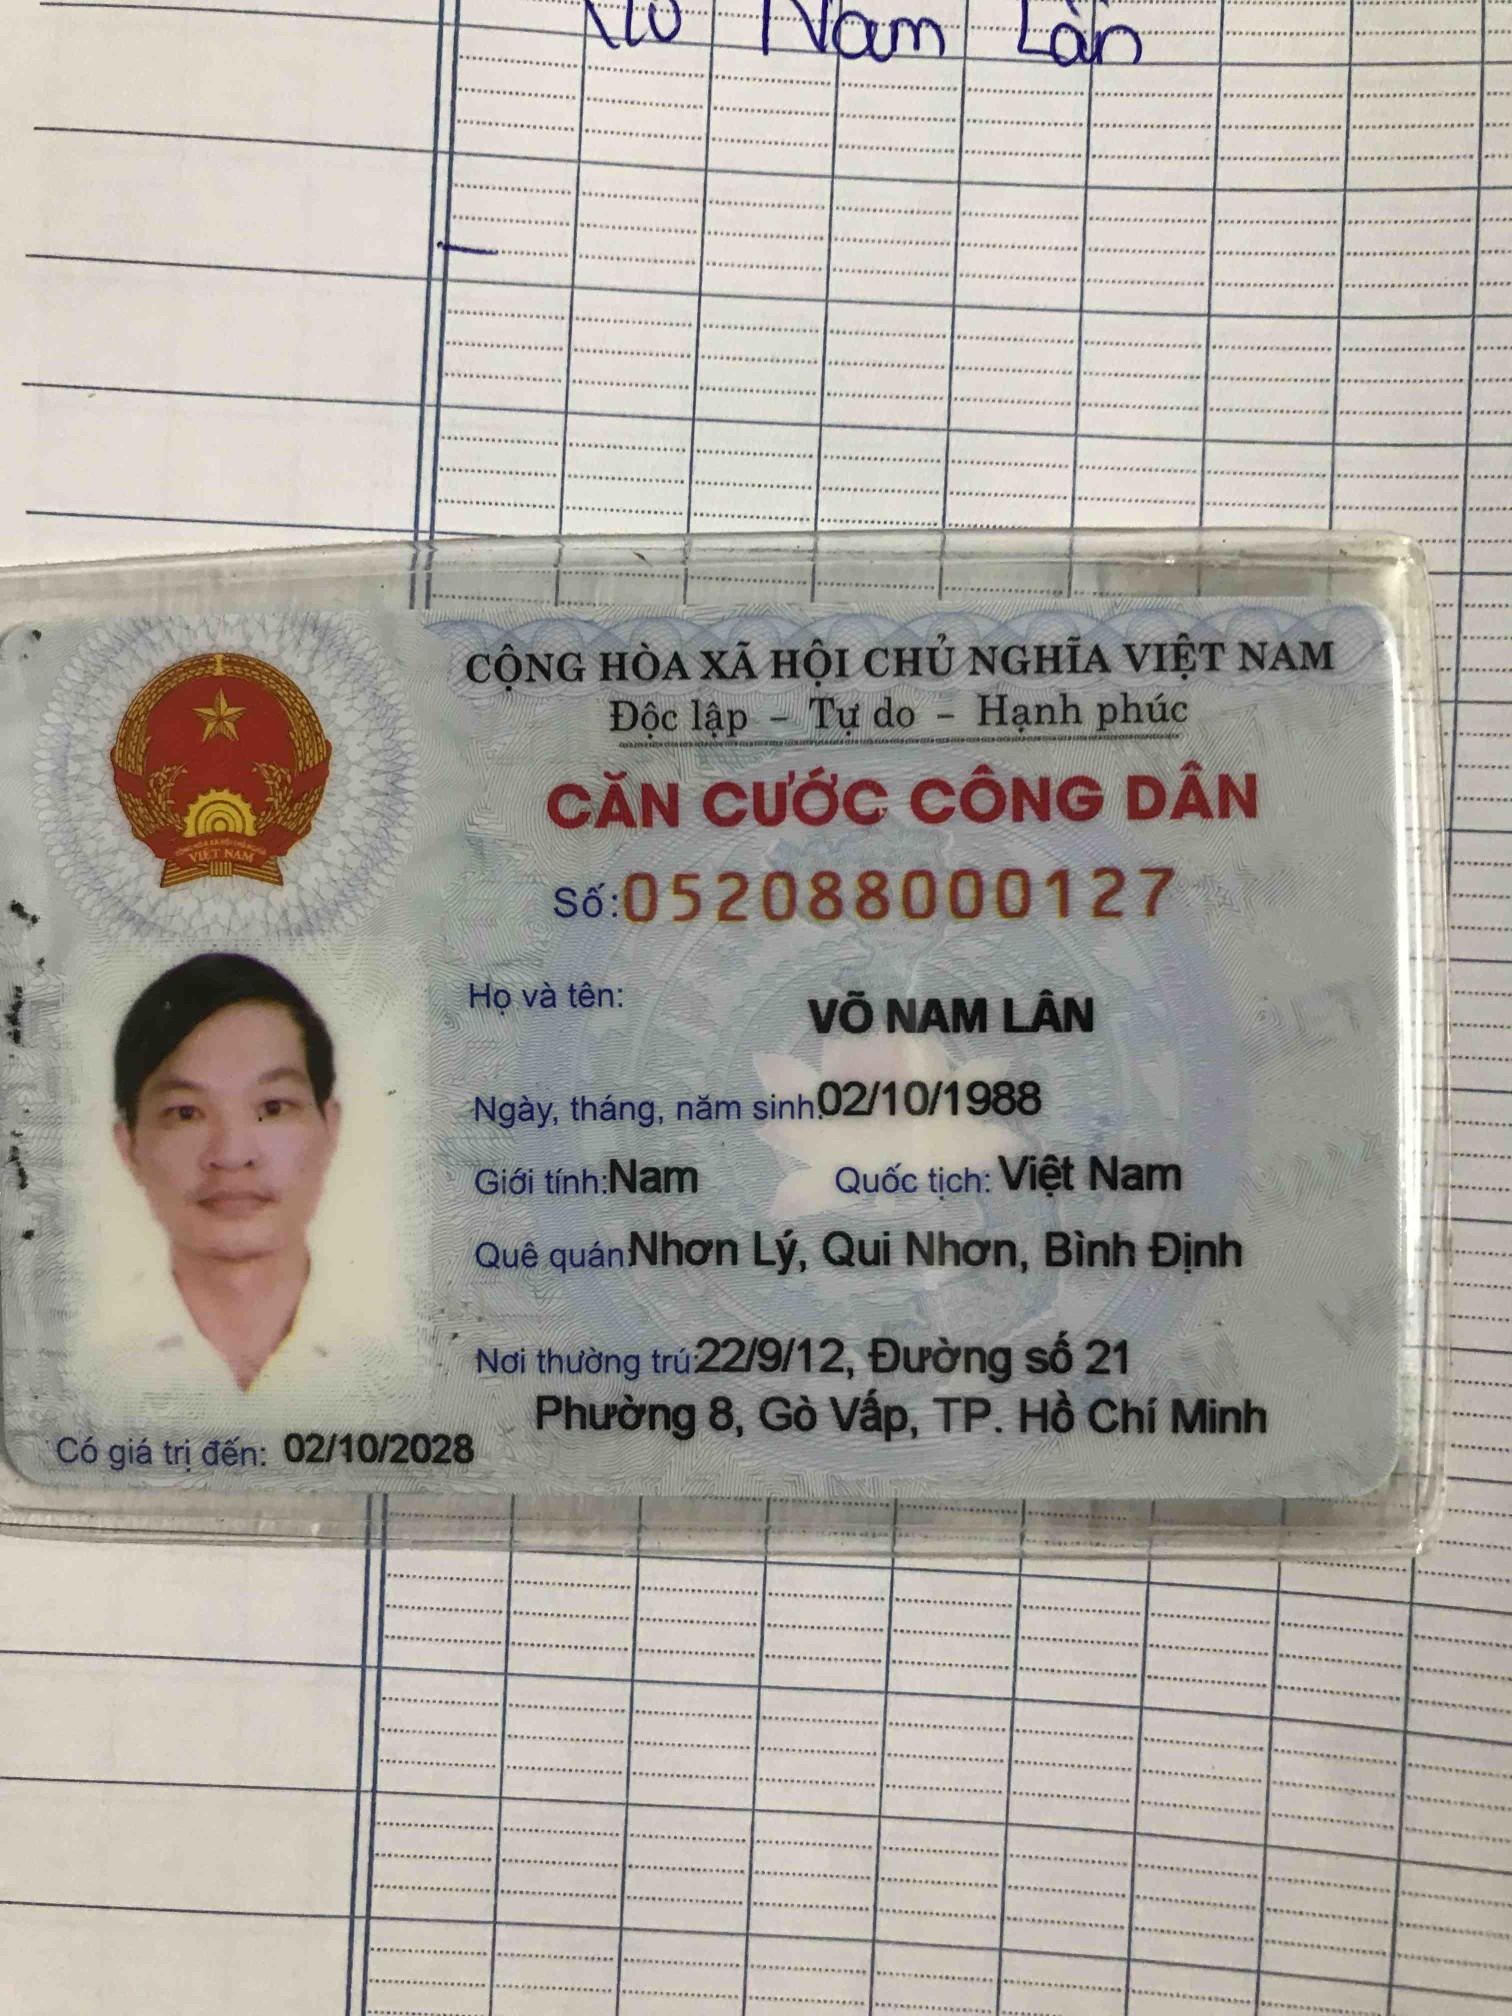 Nam Lân
CỘNG HÒA XÃ HỘI CHỦ NGHĨA VIỆT NAM
Độc lập - Tự do - Hạnh phúc
CĂN CƯỚC CÔNG DÂN
VIỆT NAM
Số: 052088000127
Họ và tên: VÕ NAM LÂN
Ngày, tháng, năm sinh: 02/10/1988
Giới tính: Nam Quốc tịch: Việt Nam
Quê quán: Nhơn Lý, Qui Nhơn, Bình Định
Nơi thường trú: 22/9/12, Đường số 21
Phường 8, Gò Vấp, TP. Hồ Chí Minh
Có giá trị đến: 02/10/2028